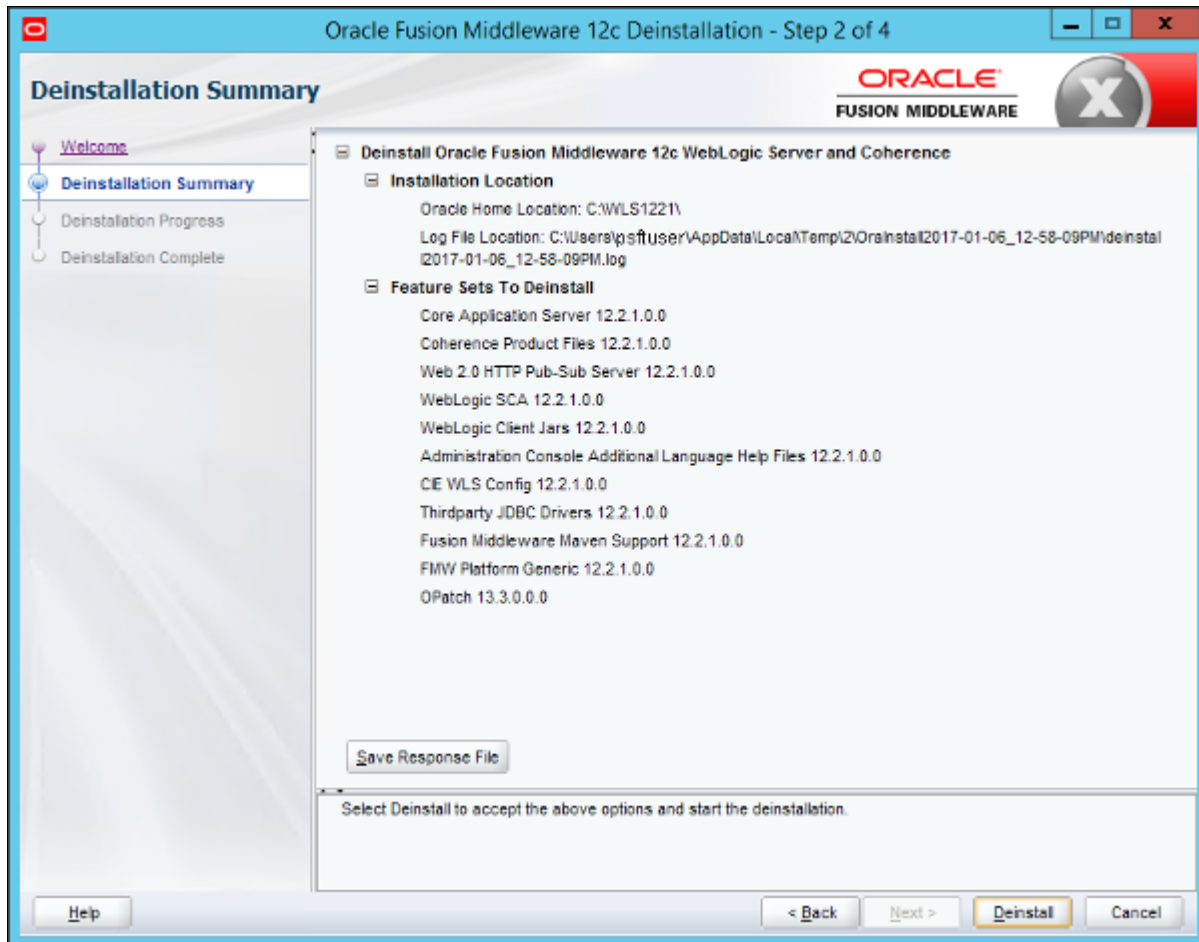 Oracle Fusion Middleware 12c Deinstallation - Step 2 of 4
Deinstallation Summary
ORACLE
FUSION MIDDLEWARE
Welcome
Deinstallation Summary
Deinstallation Progress
Deinstallation Complete
Deinstall Oracle Fusion Middleware 12c WebLogic Server and Coherence
Installation Location
Oracle Home Location: C:\WLS1221\
Log File Location: C:\Users\psftuser\AppData\Local\Temp\2\OraInstall2017-01-06_12-58-09PM\deinstal
l2017-01-06_12-58-09PM.log
Feature Sets To Deinstall
Core Application Server 12.2.1.0.0
Coherence Product Files 12.2.1.0.0
Web 2.0 HTTP Pub-Sub Server 12.2.1.0.0
WebLogic SCA 12.2.1.0.0
WebLogic Client Jars 12.2.1.0.0
Administration Console Additional Language Help Files 12.2.1.0.0
CIE WLS Config 12.2.1.0.0
Thirdparty JDBC Drivers 12.2.1.0.0
Fusion Middleware Maven Support 12.2.1.0.0
FMW Platform Generic 12.2.1.0.0
OPatch 13.3.0.0.0
Save Response File
Select Deinstall to accept the above options and start the deinstallation.
Help
< Back
Next >
Deinstall
Cancel